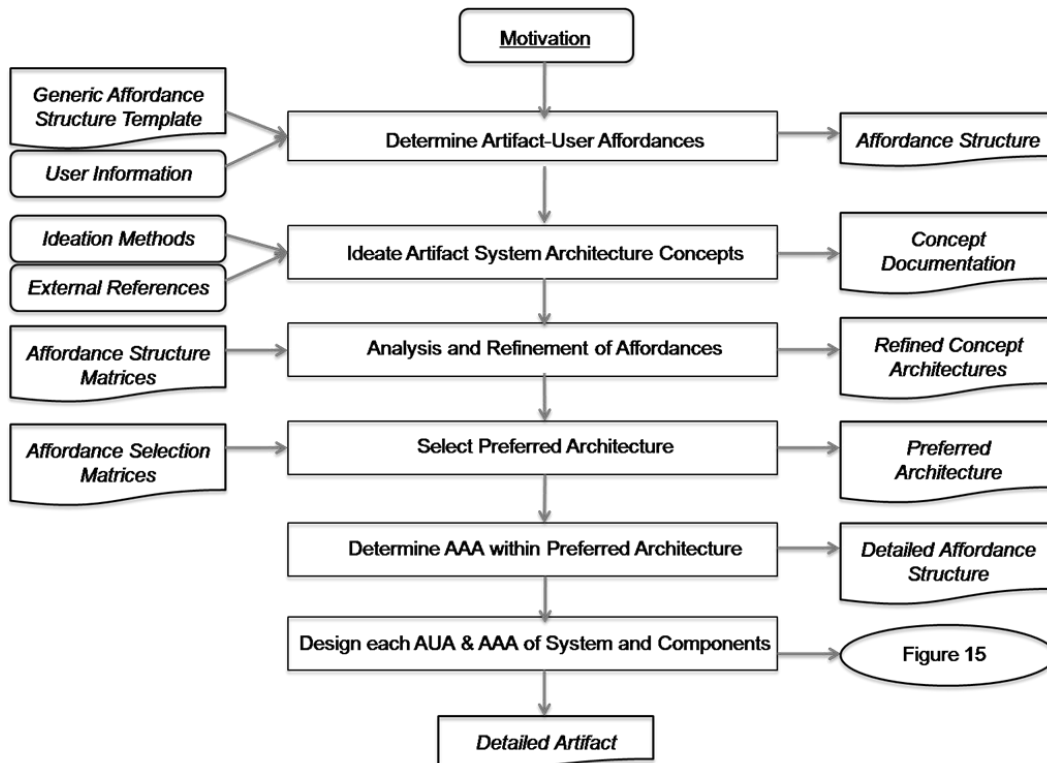 Motivation
Generic Affordance
Structure Template
User Information
Determine Artifact-User Affordances
Affordance Structure
Ideation Methods
External References
Ideate Artifact System Architecture Concepts
Concept
Documentation
Affordance Structure
Matrices
Analysis and Refinement of Affordances
Refined Concept
Architectures
Affordance Selection
Matrices
Select Preferred Architecture
Preferred
Architecture
Determine AAA within Preferred Architecture
Detailed Affordance
Structure
Design each AUA & AAA of System and Components
Figure 15
Detailed Artifact